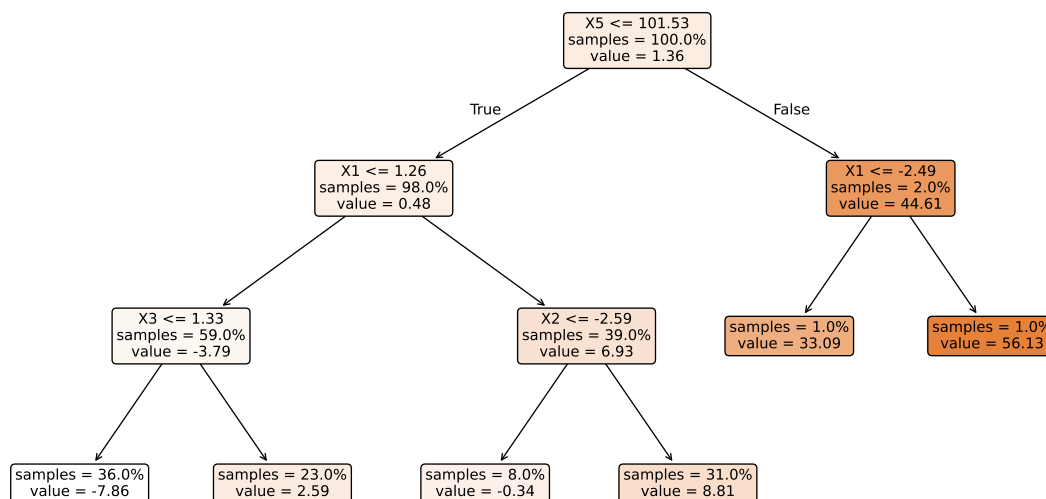 X5 <= 101.53
samples = 100.0%
value = 1.36
True
False
X1 <= 1.26
samples = 98.0%
value = 0.48
X1 <= -2.49
samples = 2.0%
value = 44.61
X3 <= 1.33
samples = 59.0%
value = -3.79
X2 <= -2.59
samples = 39.0%
value = 6.93
samples = 1.0%
value = 33.09
samples = 1.0%
value = 56.13
samples = 36.0%
value = -7.86
samples = 23.0%
value = 2.59
samples = 8.0%
value = -0.34
samples = 31.0%
value = 8.81